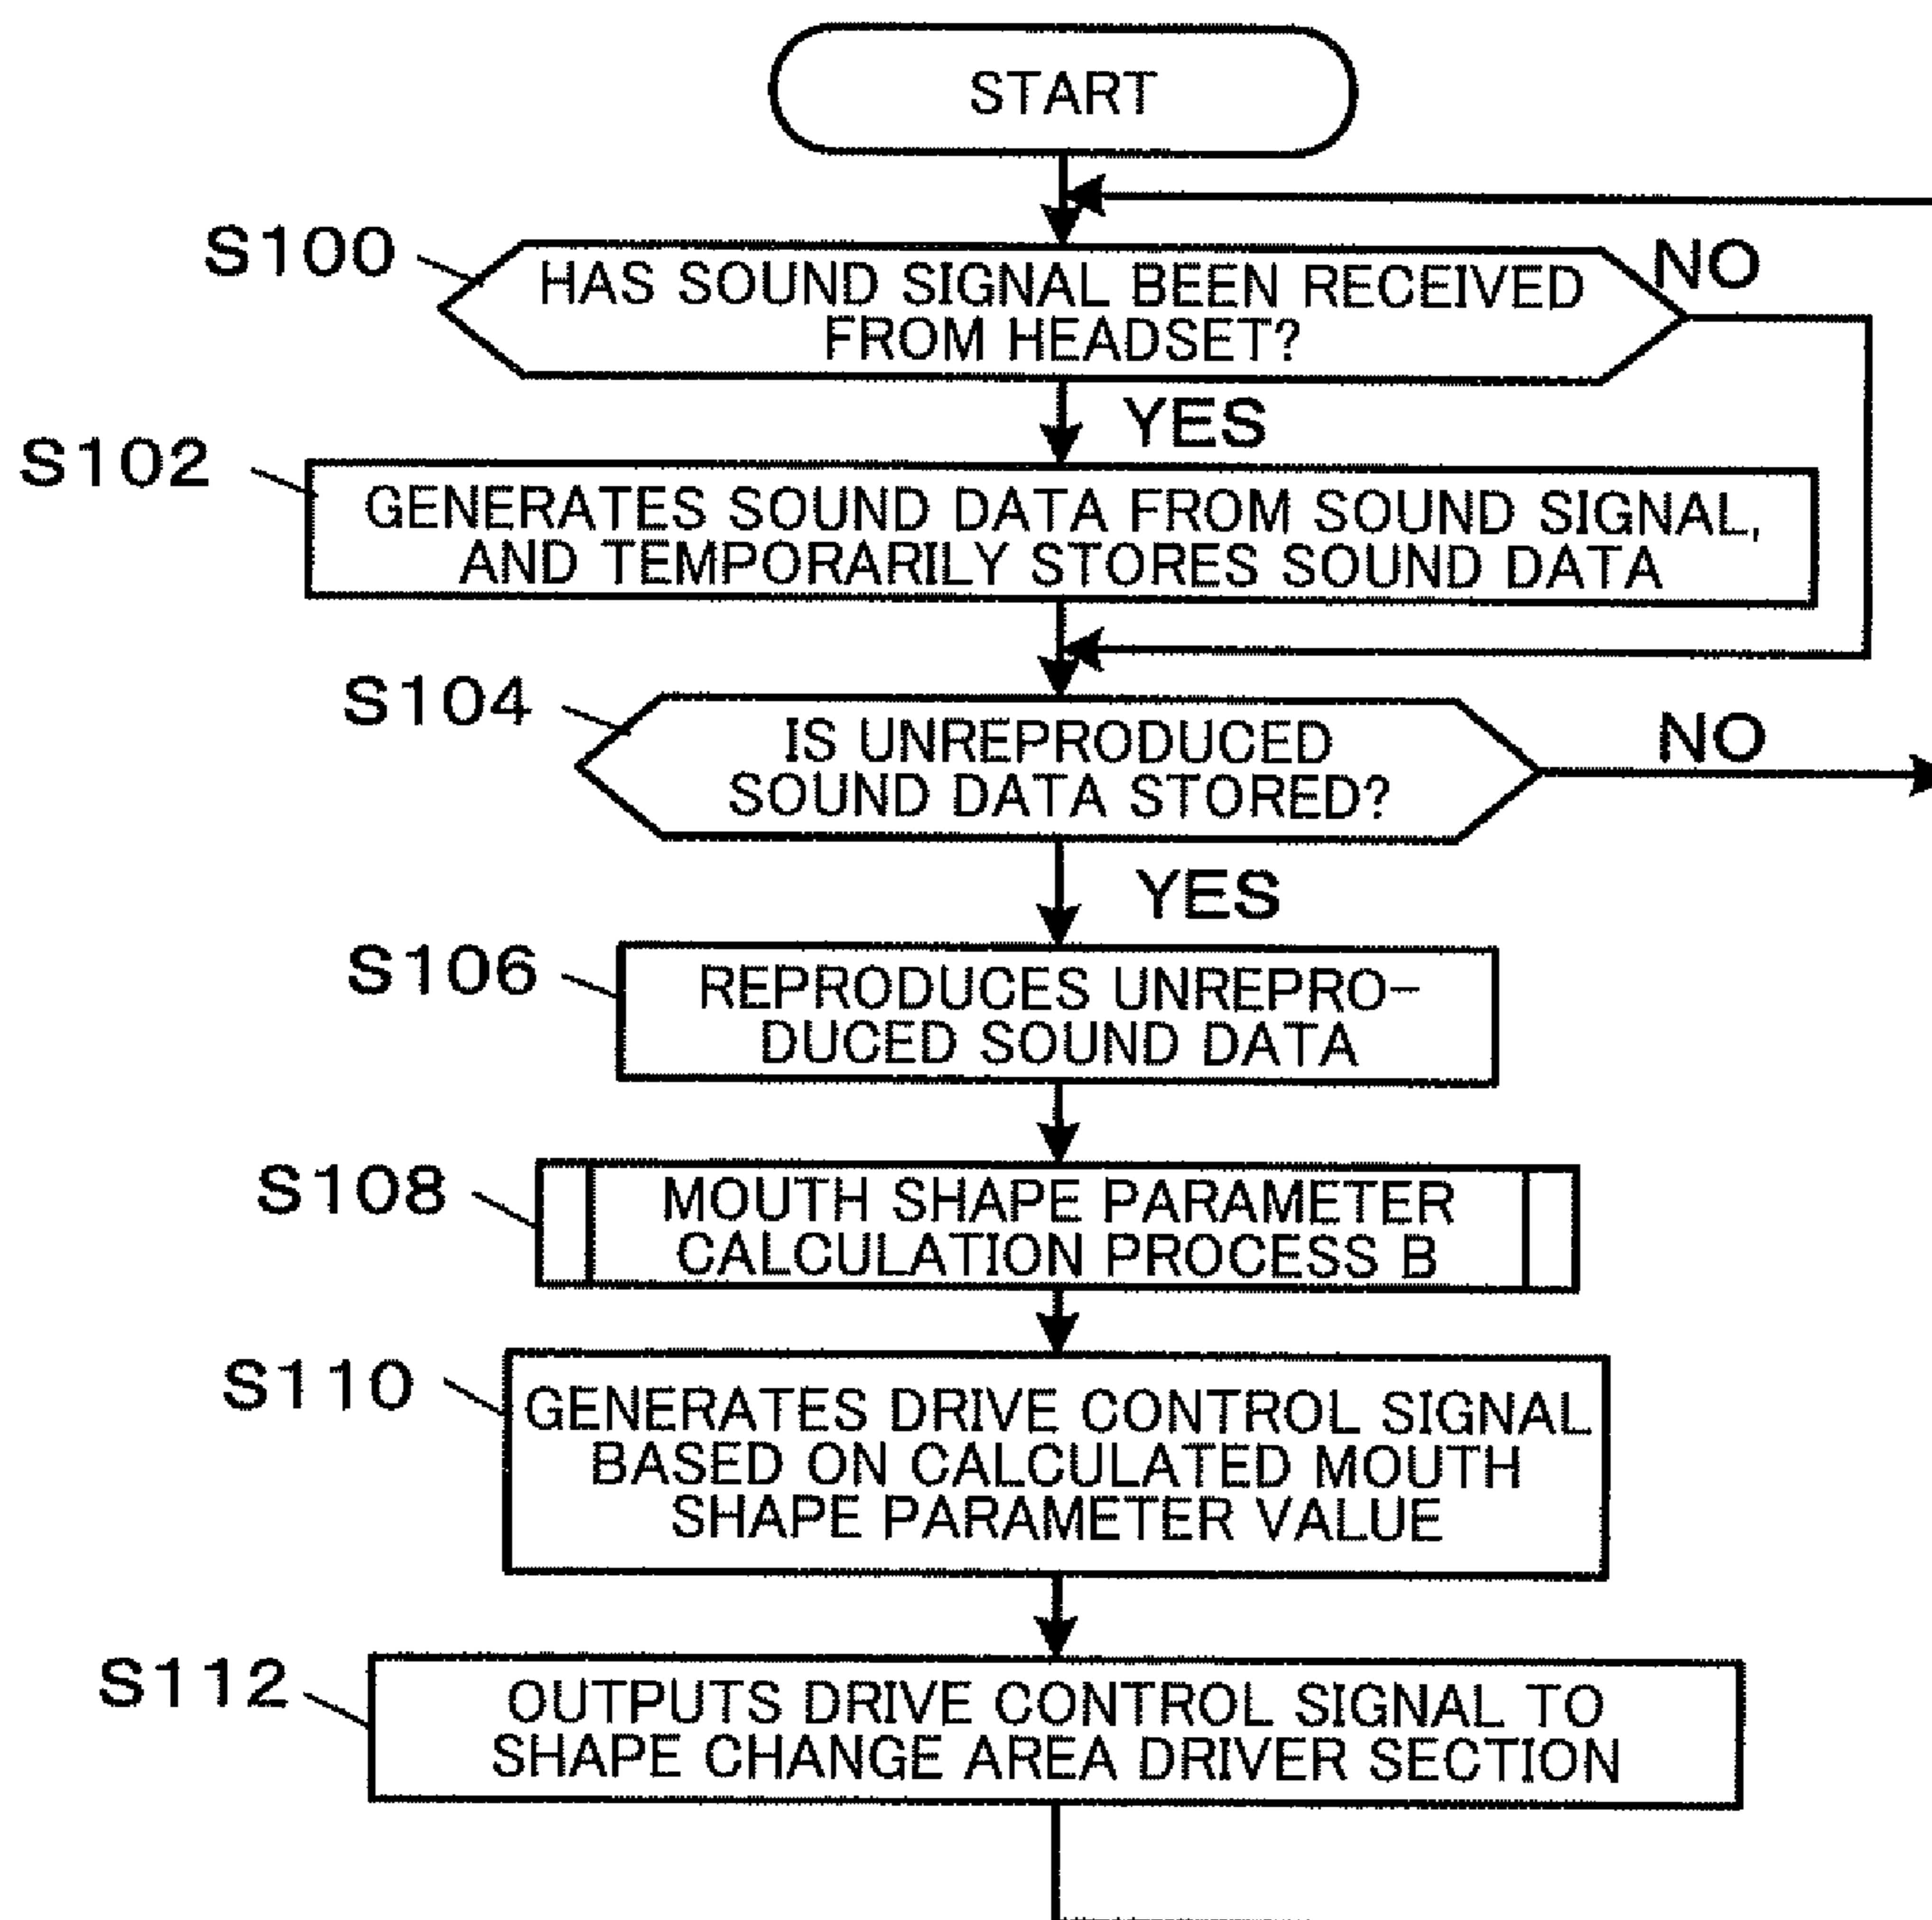 START
S100
HAS SOUND SIGNAL BEEN RECEIVED
FROM HEADSET?
NO
YES
S102
GENERATES SOUND DATA FROM SOUND SIGNAL,
AND TEMPORARILY STORES SOUND DATA
S104
IS UNREPRODUCED
SOUND DATA STORED?
NO
YES
S106
REPRODUCES UNREPRO-
DUCED SOUND DATA
S108
MOUTH SHAPE PARAMETER
CALCULATION PROCESS B
S110
GENERATES DRIVE CONTROL SIGNAL
BASED ON CALCULATED MOUTH
SHAPE PARAMETER VALUE
S112
OUTPUTS DRIVE CONTROL SIGNAL TO
SHAPE CHANGE AREA DRIVER SECTION